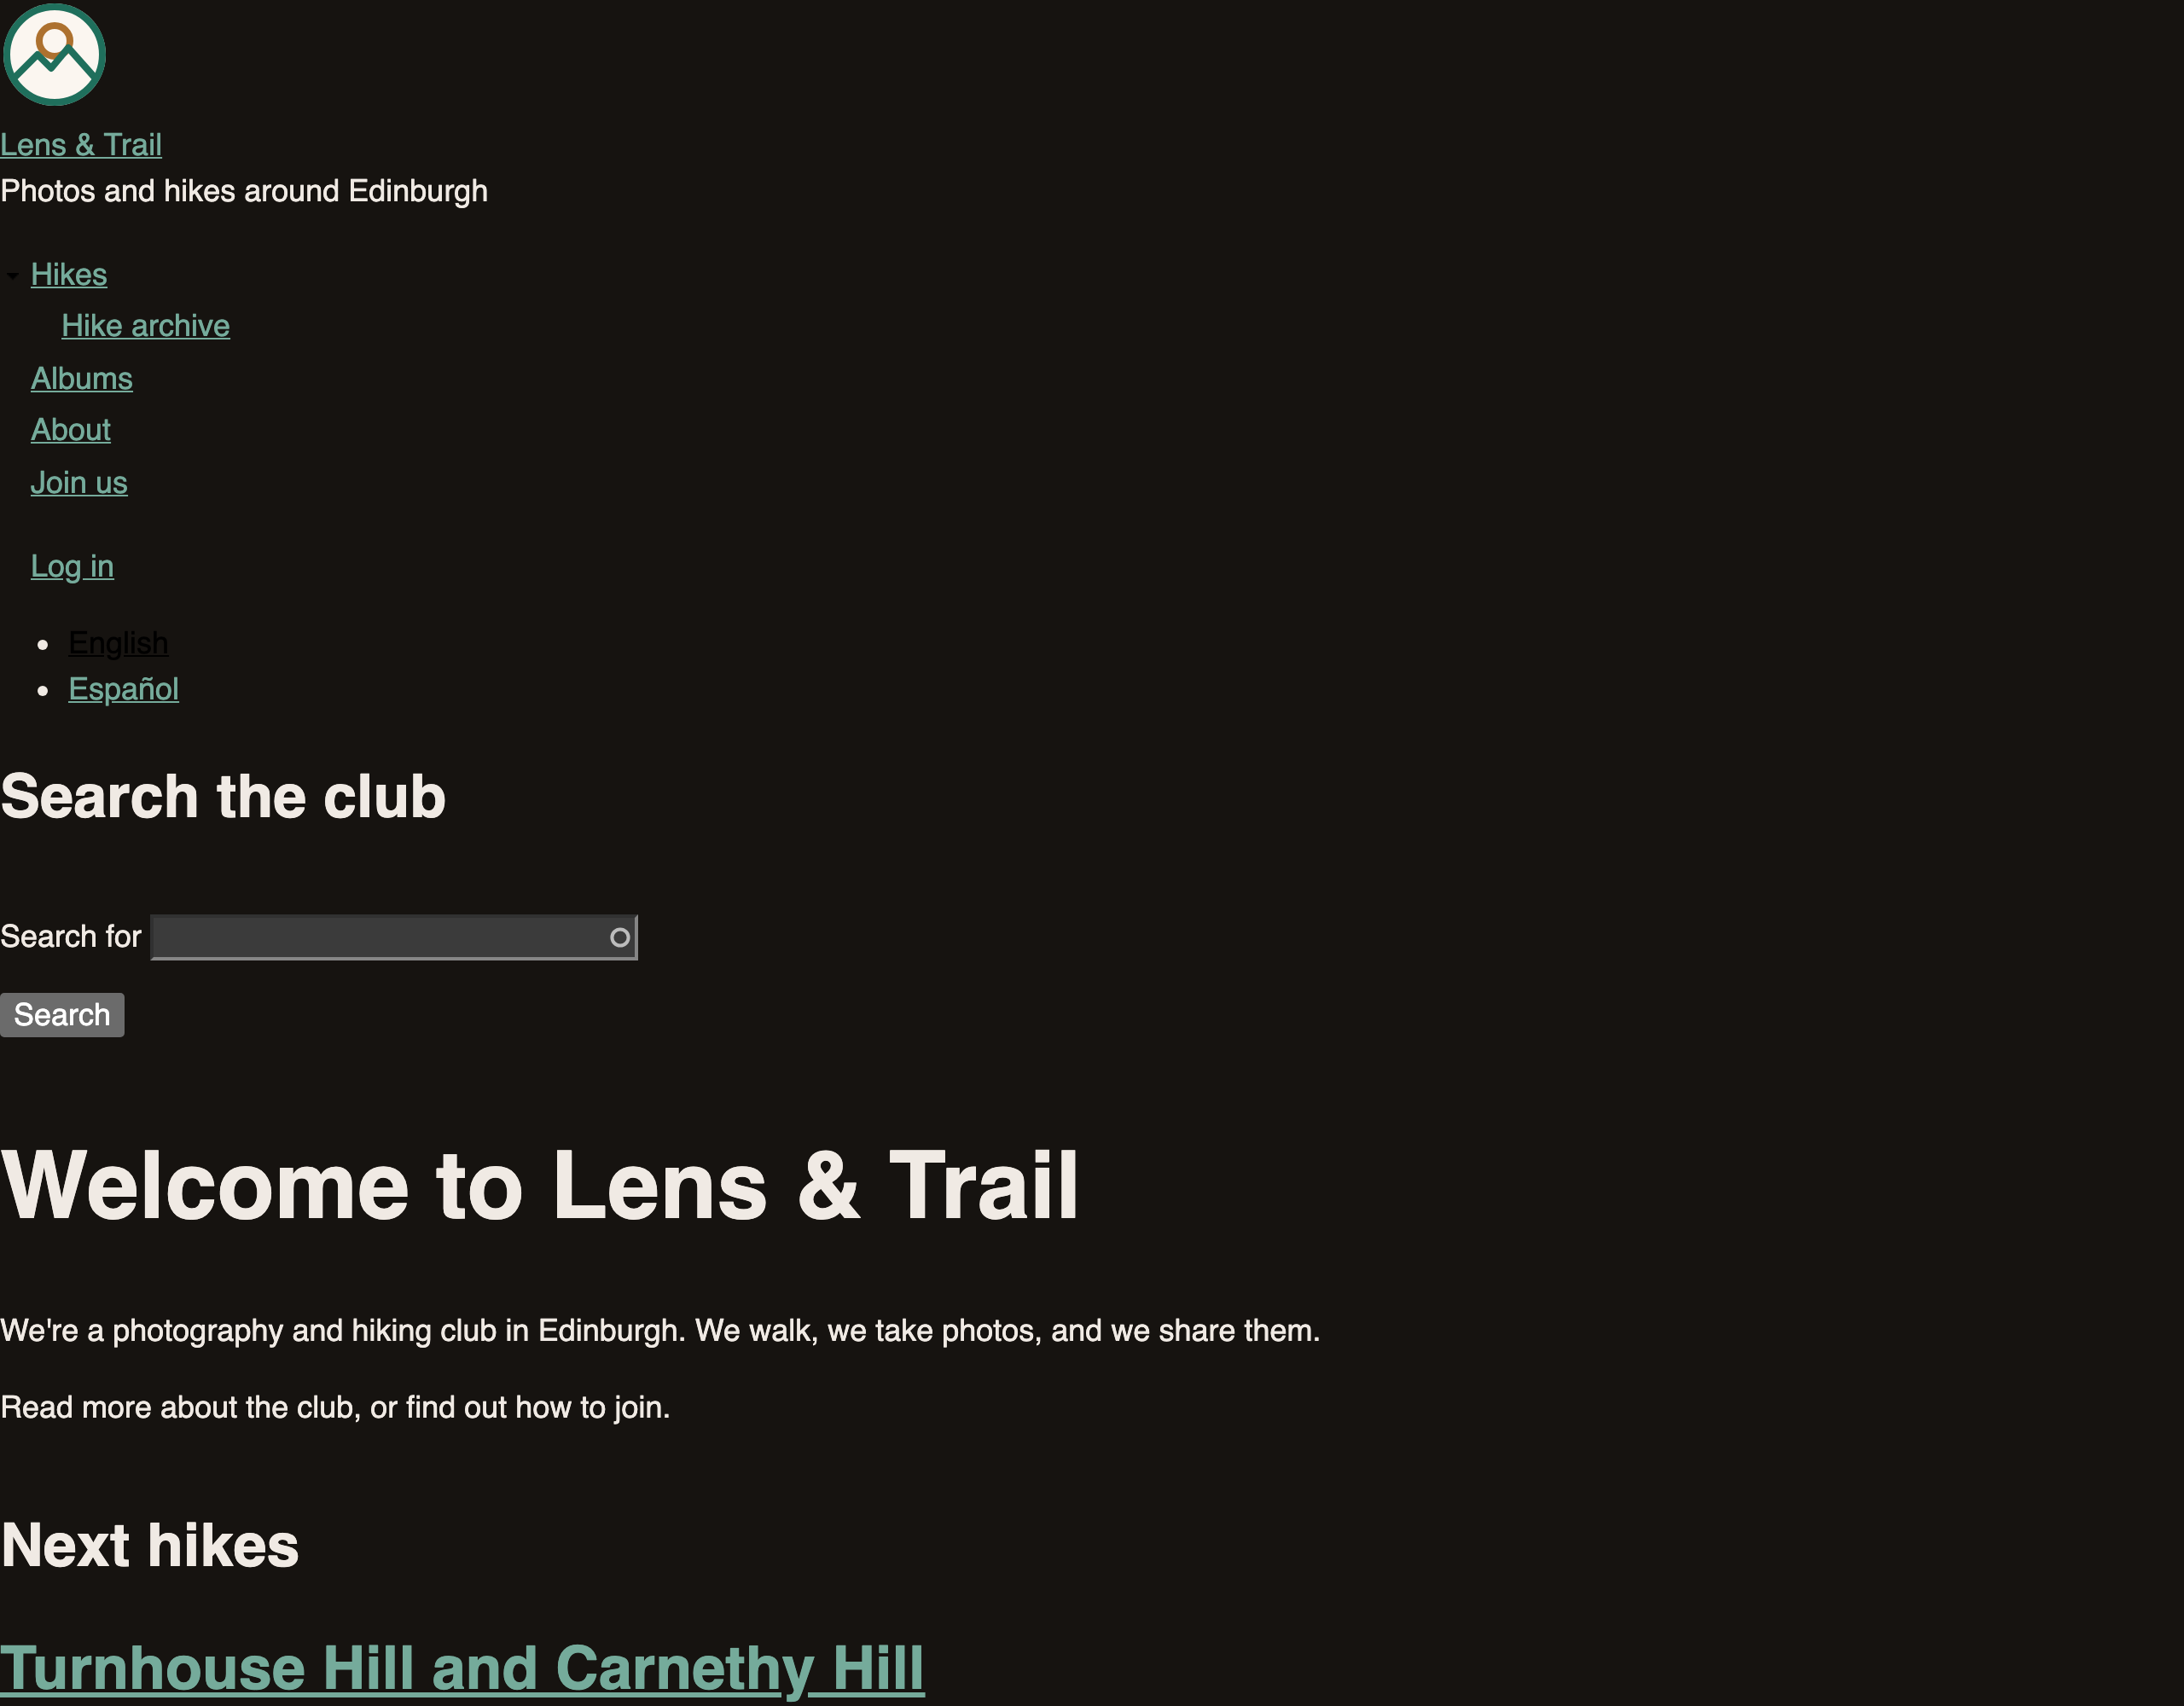 Lens & Trail
Photos and hikes around Edinburgh
Hikes
Hike archive
Albums
About
Join us
Log in
English
Español
Search the club
Search for
Search
Welcome to Lens & Trail
We're a photography and hiking club in Edinburgh. We walk, we take photos, and we share them.
Read more about the club, or find out how to join.
Next hikes
Turnhouse Hill and Carnethy Hill